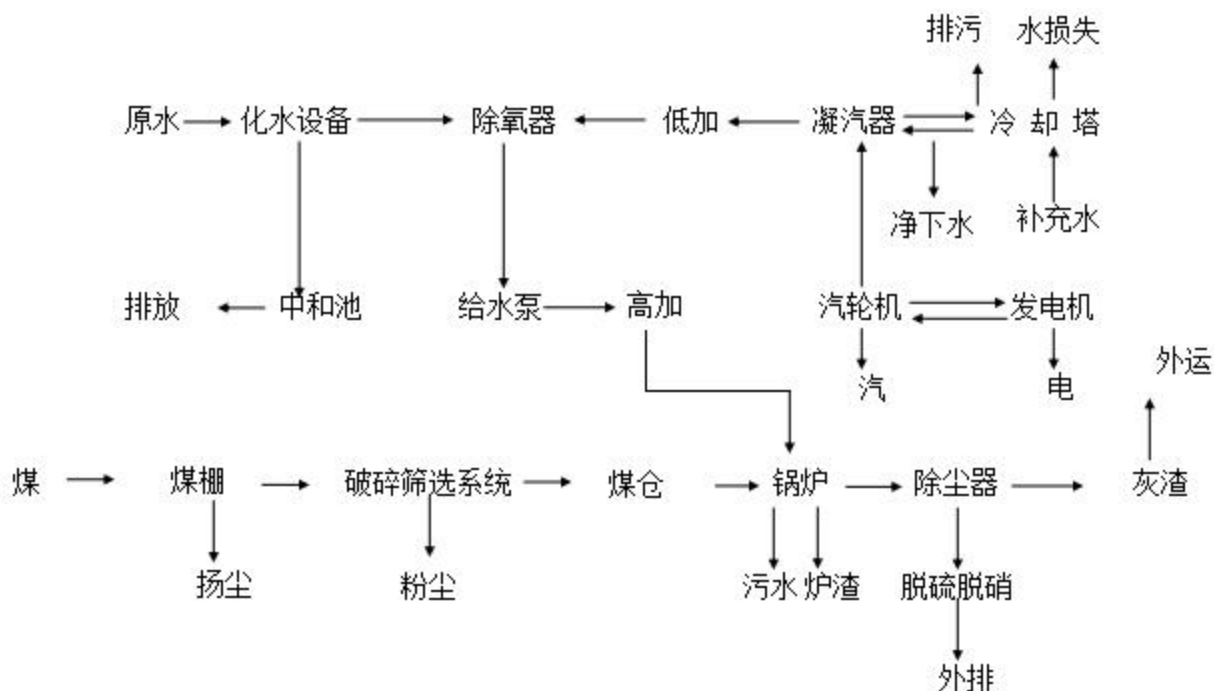 排污 水损失
原水 化水设备 除氧器 低加 凝汽器 冷却塔
净下水 补充水
排放 中和池 给水泵 高加 汽轮机 发电机
外运
汽 电
煤 煤棚 破碎筛选系统 煤仓 锅炉 除尘器 灰渣
扬尘 粉尘 污水 炉渣 脱硫脱硝
外排